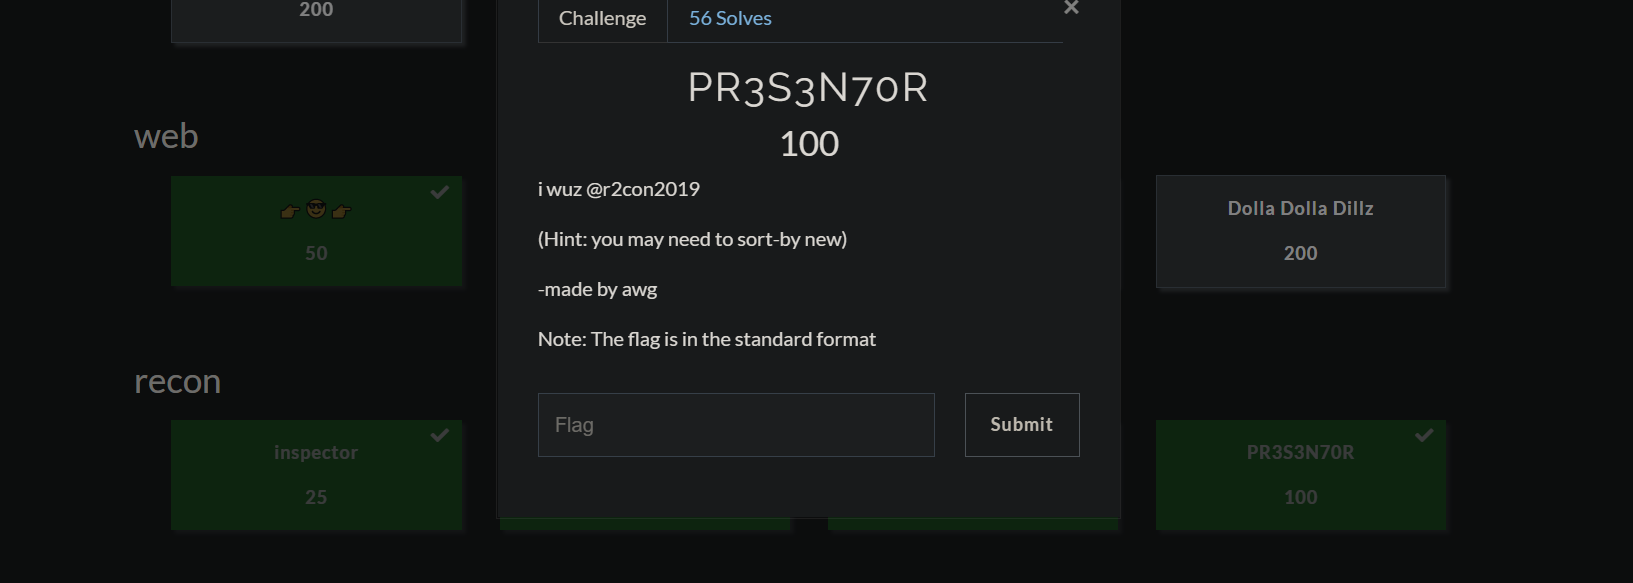 200
Challenge
56 Solves
×
PR3S3N70R
100
i wuz @r2con2019
(Hint: you may need to sort-by new)
-made by awg
Note: The flag is in the standard format
Flag
Submit
web
👉😎👉
50
Dolla Dolla Dillz
200
recon
inspector
25
PR3S3N70R
100